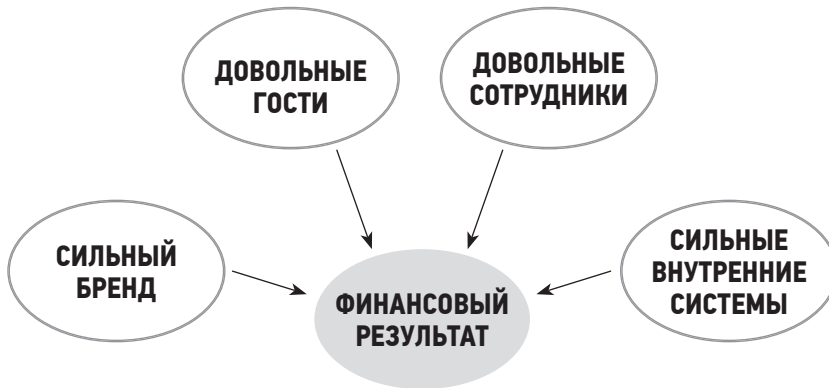 ДОВОЛЬНЫЕ
ГОСТИ
ДОВОЛЬНЫЕ
СОТРУДНИКИ
СИЛЬНЫЙ
БРЕНД
СИЛЬНЫЕ
ВНУТРЕННИЕ
СИСТЕМЫ
ФИНАНСОВЫЙ
РЕЗУЛЬТАТ